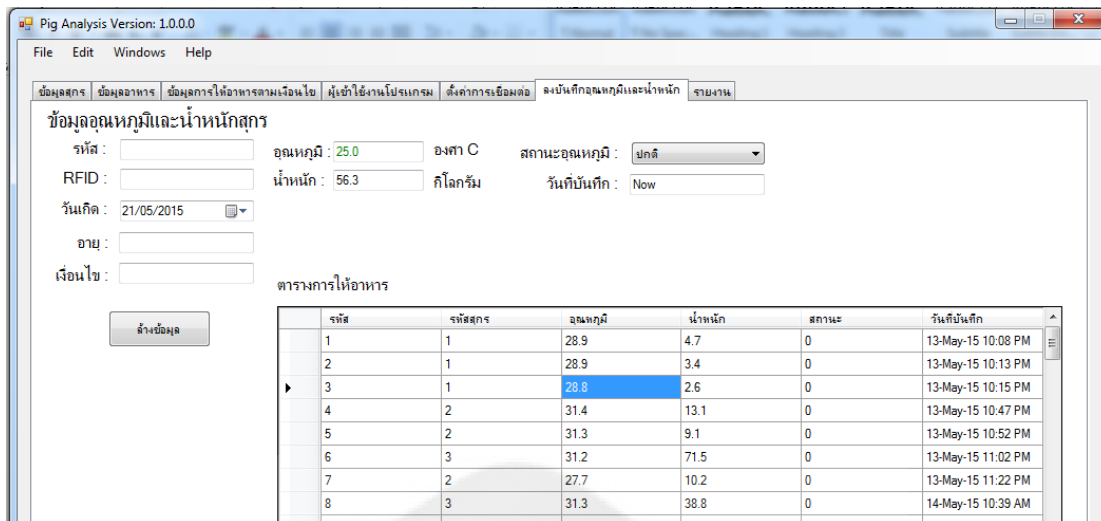 Pig Analysis Version: 1.0.0.0
File Edit Windows Help
ข้อมูลสุกร ข้อมูลอาหาร ข้อมูลการให้อาหารตามเงือนไข ผู้เข้าใช้งานโปรแกรม ตั้งค่าการเชื่อมต่อ ลงบันทึกอุณหภูมิและน้ำหนัก รายงาน
ข้อมูลอุณหภูมิและน้ำหนักสุกร
รหัส : อุณหภูมิ : 25.0 องศา C สถานะอุณหภูมิ : ปกติ
RFID : น้ำหนัก : 56.3 กิโลกรัม วันที่บันทึก : Now
วันเกิด : 21/05/2015
อายุ :
เงื่อนไข :
ตารางการให้อาหาร
ล้างข้อมูล
รหัส รหัสสุกร อุณหภูมิ น้ำหนัก สถานะ วันที่บันทึก
1 1 28.9 4.7 0 13-May-15 10:08 PM
2 1 28.9 3.4 0 13-May-15 10:13 PM
3 1 28.8 2.6 0 13-May-15 10:15 PM
4 2 31.4 13.1 0 13-May-15 10:47 PM
5 2 31.3 9.1 0 13-May-15 10:52 PM
6 3 31.2 71.5 0 13-May-15 11:02 PM
7 2 27.7 10.2 0 13-May-15 11:22 PM
8 3 31.3 38.8 0 14-May-15 10:39 AM